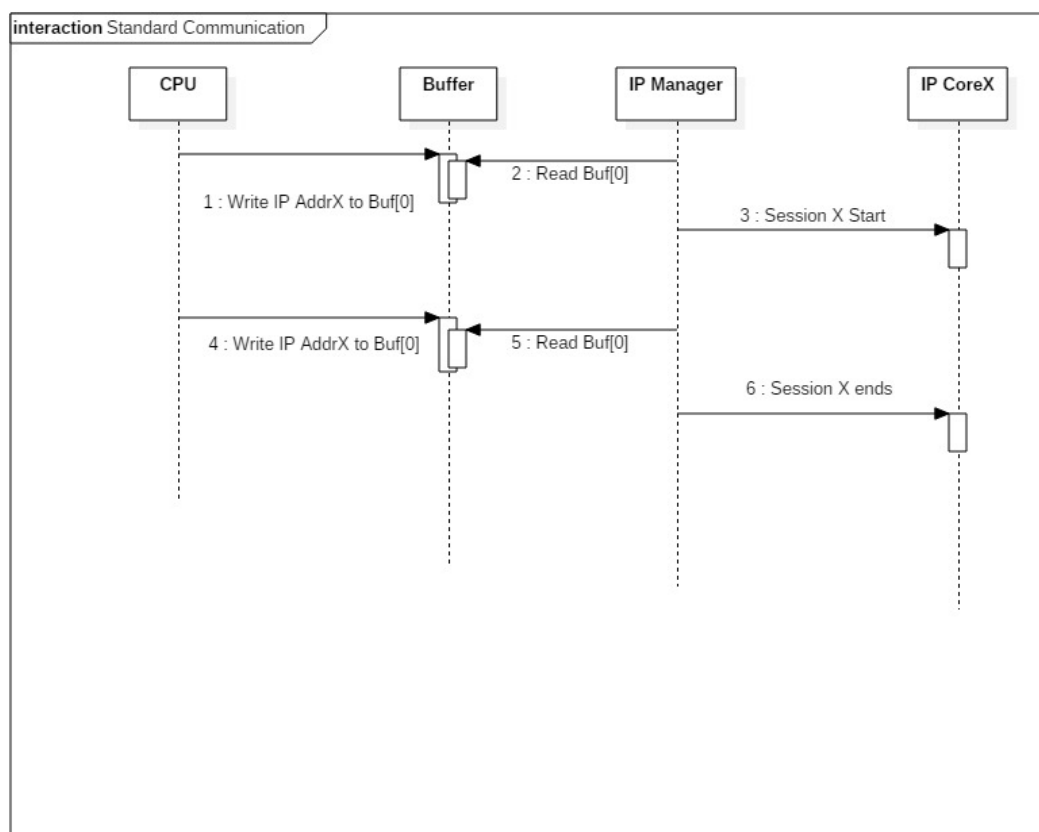 interaction Standard Communication
CPU
Buffer
IP Manager
IP CoreX
2 : Read Buf[0]
1 : Write IP AddrX to Buf[0]
3 : Session X Start
4 : Write IP AddrX to Buf[0]
5 : Read Buf[0]
6 : Session X ends